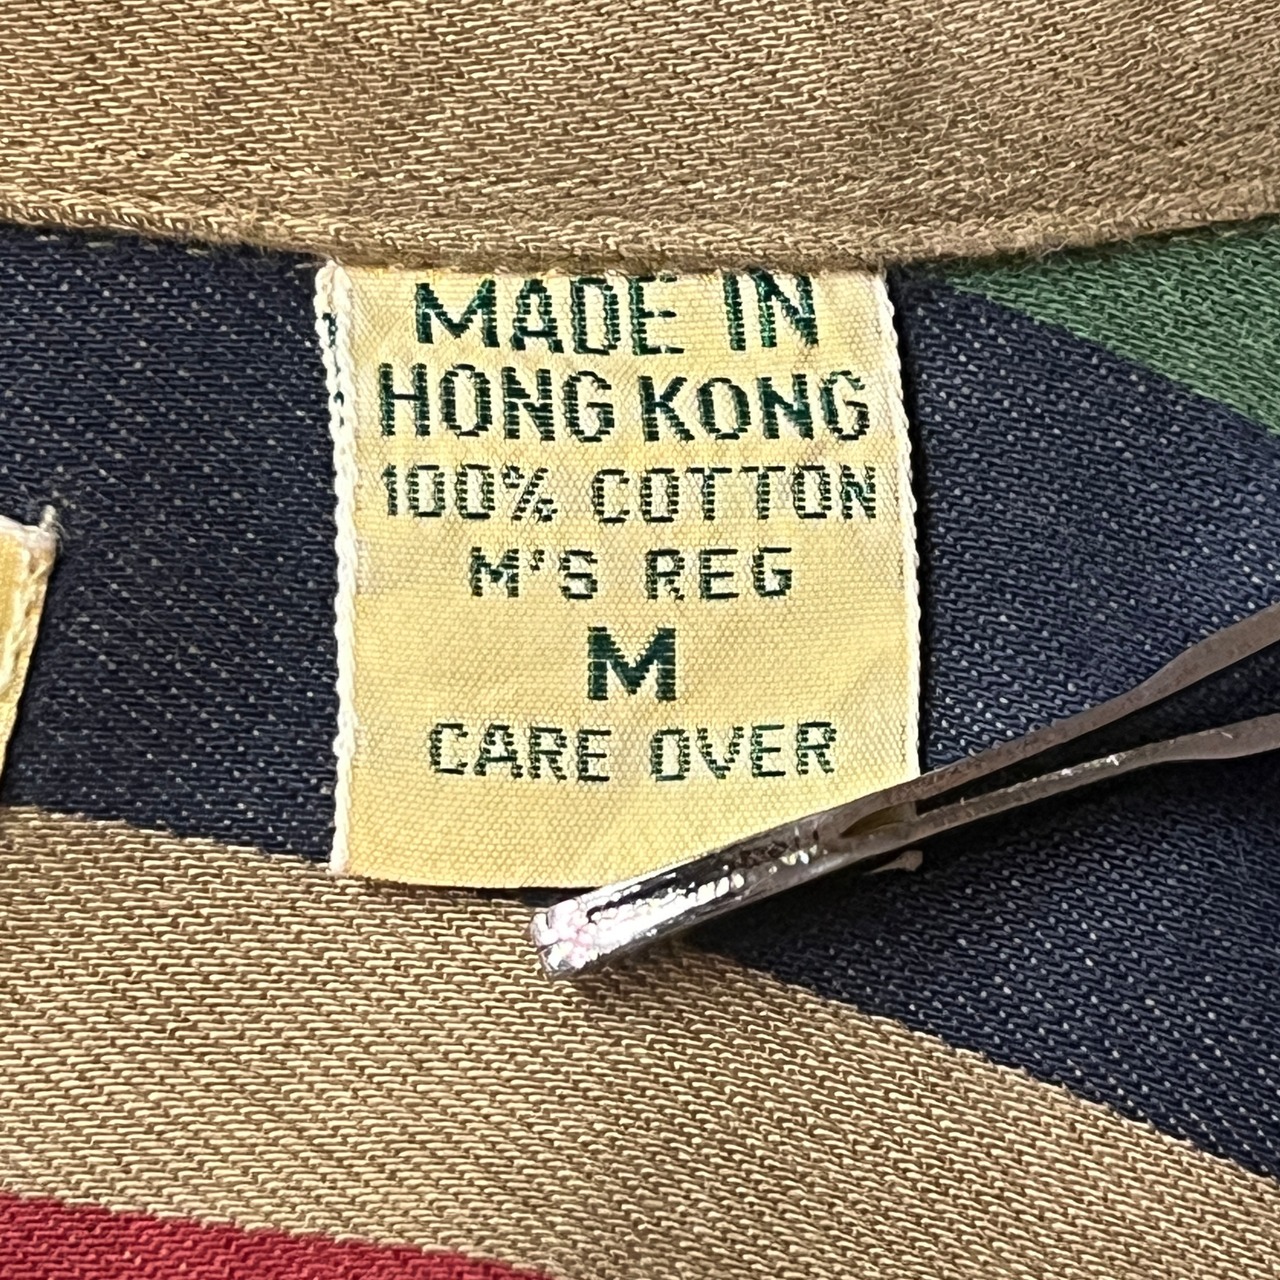 MADE IN
HONG KONG
100% COTTON
M'S REG
M
CARE OVER